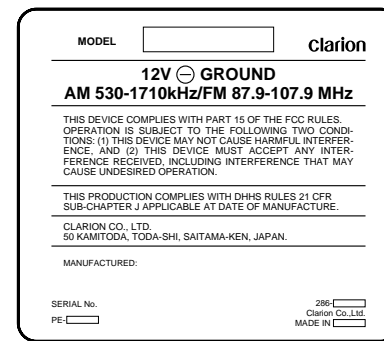 MODEL
clarion
12V ⊖ GROUND
AM 530-1710kHz/FM 87.9-107.9 MHz
THIS DEVICE COMPLIES WITH PART 15 OF THE FCC RULES.
OPERATION IS SUBJECT TO THE FOLLOWING TWO CONDI-
TIONS: (1) THIS DEVICE MAY NOT CAUSE HARMFUL INTERFER-
ENCE, AND (2) THIS DEVICE MUST ACCEPT ANY INTER-
FERENCE RECEIVED, INCLUDING INTERFERENCE THAT MAY
CAUSE UNDESIRED OPERATION.
THIS PRODUCTION COMPLIES WITH DHHS RULES 21 CFR
SUB-CHAPTER J APPLICABLE AT DATE OF MANUFACTURE.
CLARION CO., LTD.
50 KAMITODA, TODA-SHI, SAITAMA-KEN, JAPAN.
MANUFACTURED:
SERIAL No.
PE-
286-
Clarion Co.,Ltd.
MADE IN